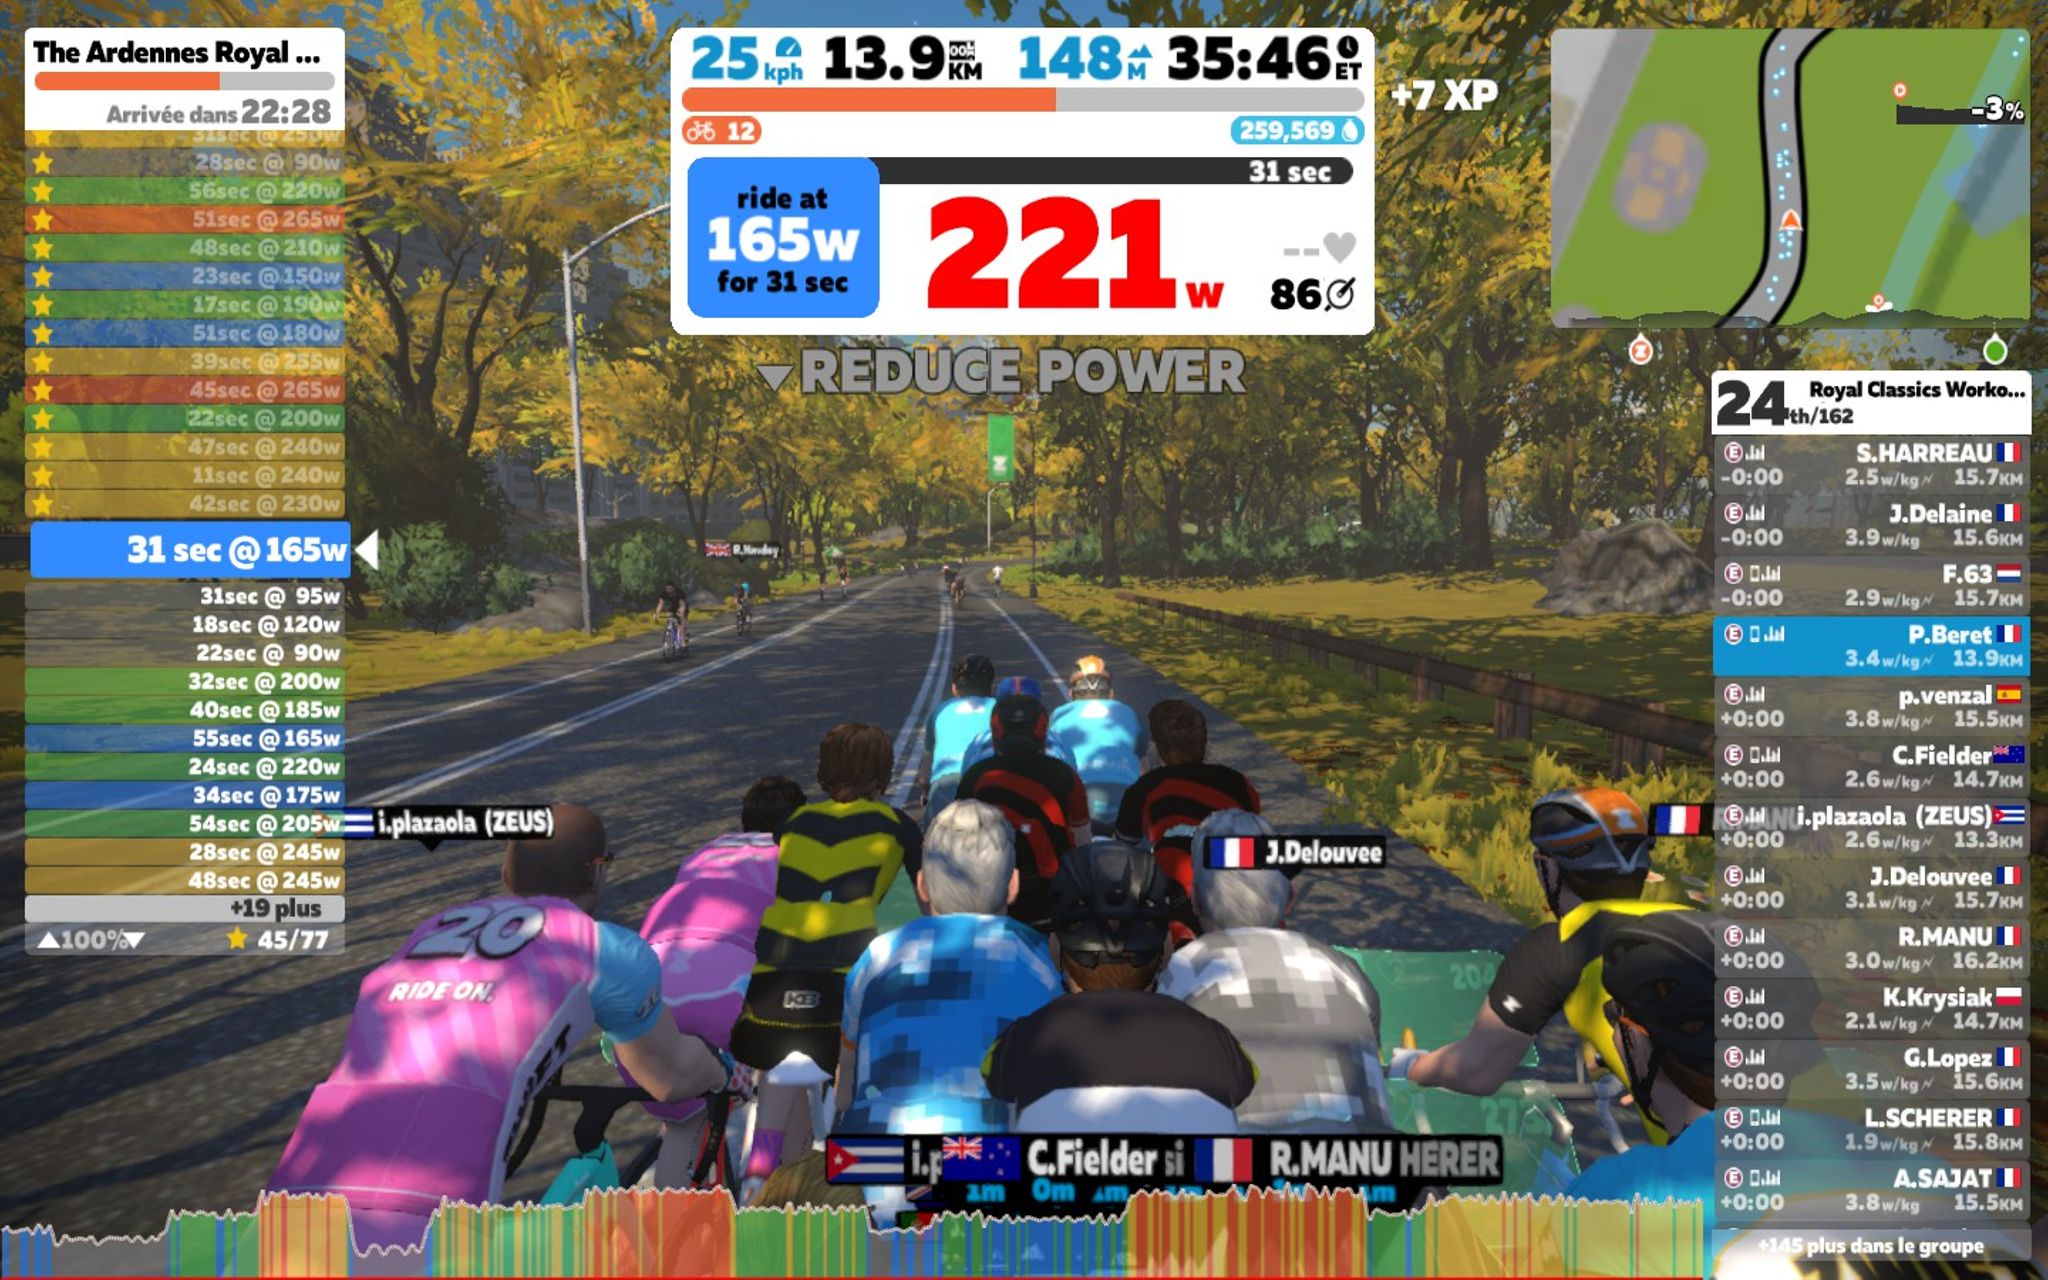 The Ardennes Royal ...
Arrivée dans 22:28
31sec @ 250w
28sec @ 90w
56sec @ 220w
51sec @ 265w
48sec @ 210w
23sec @ 150w
17sec @ 190w
51sec @ 180w
39sec @ 255w
45sec @ 265w
22sec @ 200w
47sec @ 240w
11sec @ 240w
42sec @ 230w
31 sec @ 165w
31sec @ 95w
18sec @ 120w
22sec @ 90w
32sec @ 200w
40sec @ 185w
55sec @ 165w
24sec @ 220w
34sec @ 175w
54sec @ 205w
28sec @ 245w
48sec @ 245w
+19 plus
100% 45/77
25 kph 13.9 KM 148 M 35:46 ET
12 259,569
31 sec
ride at
165w
for 31 sec
221 w
--
86
REDUCE POWER
+7 XP
-3%
24th/162 Royal Classics Worko...
S.HARREAU
-0:00 2.5w/kg 15.7KM
J.Delaine
-0:00 3.9w/kg 15.6KM
F.63
-0:00 2.9w/kg 15.7KM
P.Beret
3.4w/kg 13.9KM
p.venzal
+0:00 3.8w/kg 15.5KM
C.Fielder
+0:00 2.6w/kg 14.7KM
i.plazaola (ZEUS)
+0:00 2.6w/kg 13.3KM
J.Delouvee
+0:00 3.1w/kg 15.7KM
R.MANU
+0:00 3.0w/kg 16.2KM
K.Krysiak
+0:00 2.1w/kg 14.7KM
G.Lopez
+0:00 3.5w/kg 15.6KM
L.SCHERER
+0:00 1.9w/kg 15.8KM
A.SAJAT
+0:00 3.8w/kg 15.5KM
+145 plus dans le groupe
i.plazaola (ZEUS)
J.Delouvee
20
RIDE ON.
KB
i.p C.Fielder si R.MANU HERER
1m 0m